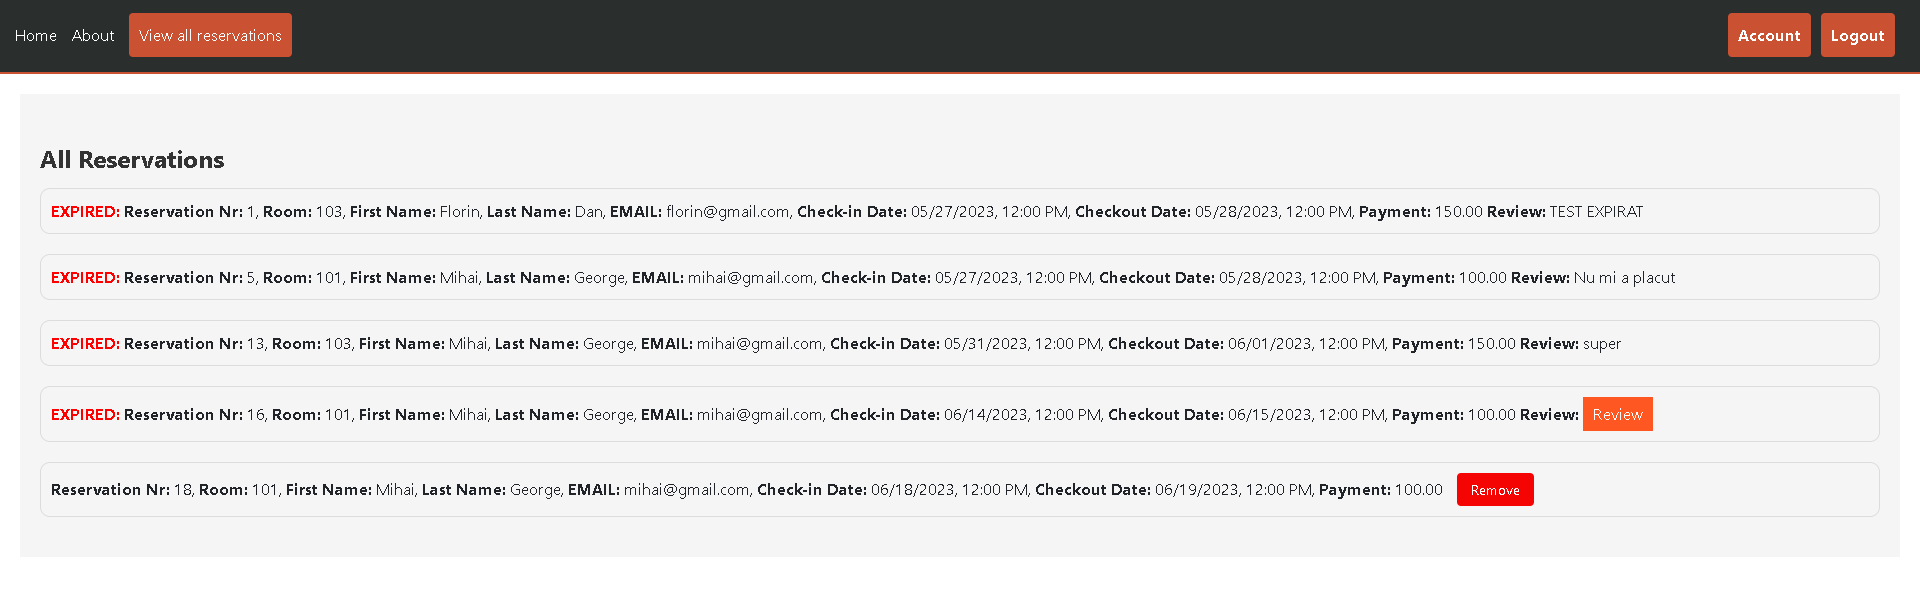 Home About View all reservations Account Logout
All Reservations
EXPIRED: Reservation Nr: 1, Room: 103, First Name: Florin, Last Name: Dan, EMAIL: florin@gmail.com, Check-in Date: 05/27/2023, 12:00 PM, Checkout Date: 05/28/2023, 12:00 PM, Payment: 150.00 Review: TEST EXPIRAT
EXPIRED: Reservation Nr: 5, Room: 101, First Name: Mihai, Last Name: George, EMAIL: mihai@gmail.com, Check-in Date: 05/27/2023, 12:00 PM, Checkout Date: 05/28/2023, 12:00 PM, Payment: 100.00 Review: Nu mi a placut
EXPIRED: Reservation Nr: 13, Room: 103, First Name: Mihai, Last Name: George, EMAIL: mihai@gmail.com, Check-in Date: 05/31/2023, 12:00 PM, Checkout Date: 06/01/2023, 12:00 PM, Payment: 150.00 Review: super
EXPIRED: Reservation Nr: 16, Room: 101, First Name: Mihai, Last Name: George, EMAIL: mihai@gmail.com, Check-in Date: 06/14/2023, 12:00 PM, Checkout Date: 06/15/2023, 12:00 PM, Payment: 100.00 Review: Review
Reservation Nr: 18, Room: 101, First Name: Mihai, Last Name: George, EMAIL: mihai@gmail.com, Check-in Date: 06/18/2023, 12:00 PM, Checkout Date: 06/19/2023, 12:00 PM, Payment: 100.00 Remove